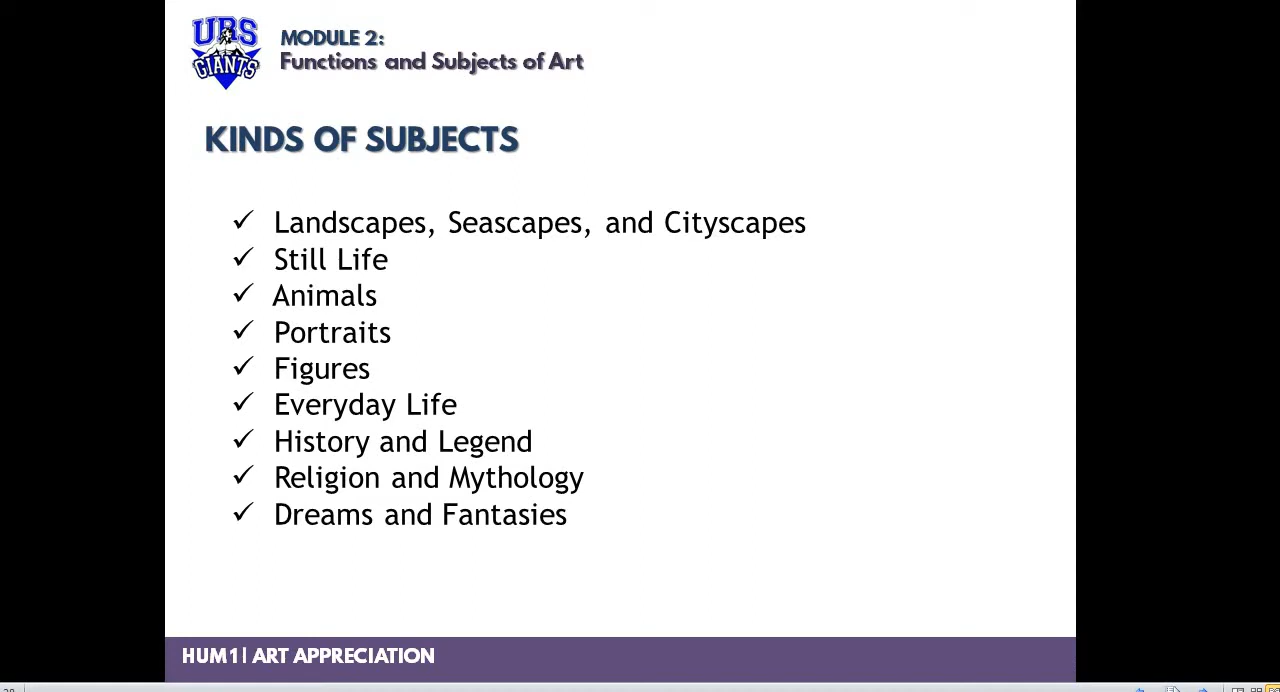 URS
GIANTS
MODULE 2:
Functions and Subjects of Art
KINDS OF SUBJECTS
✓ Landscapes, Seascapes, and Cityscapes
✓ Still Life
✓ Animals
✓ Portraits
✓ Figures
✓ Everyday Life
✓ History and Legend
✓ Religion and Mythology
✓ Dreams and Fantasies
HUM1| ART APPRECIATION